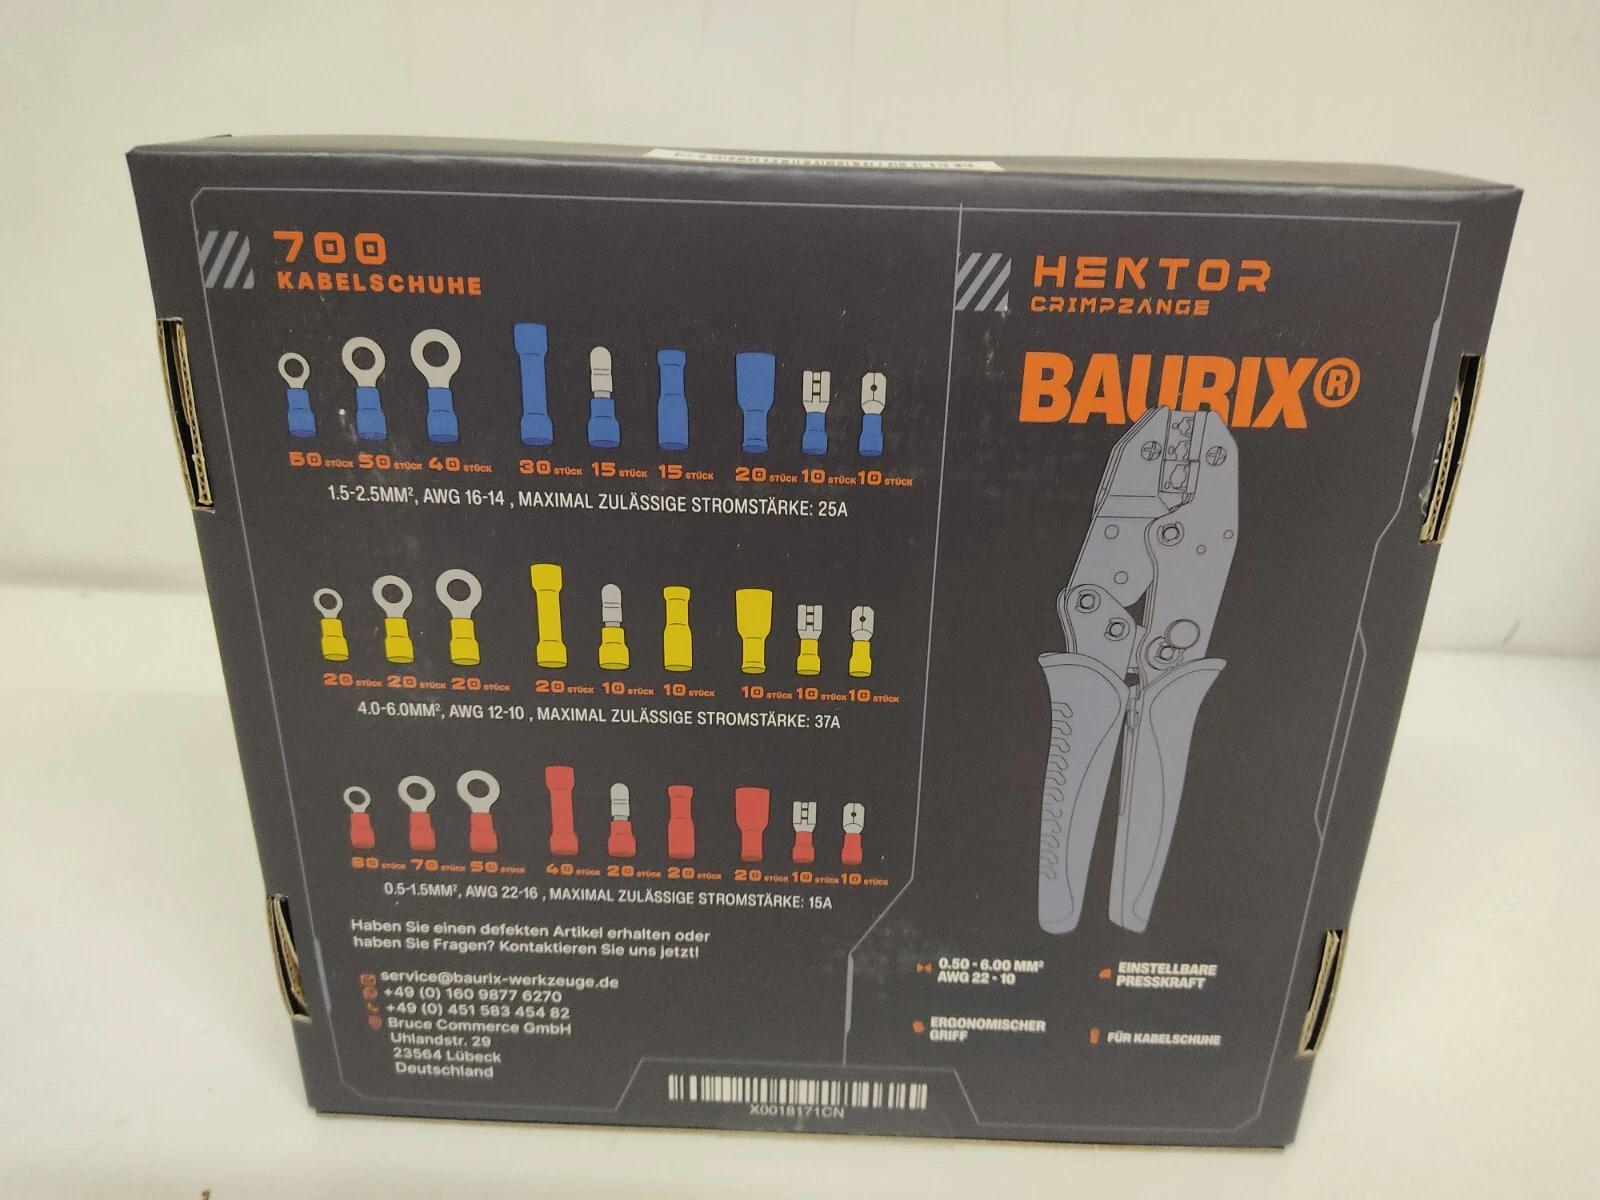 700
KABELSCHUHE
50 STÜCK 50 STÜCK 40 STÜCK 30 STÜCK 15 STÜCK 15 STÜCK 20 STÜCK 10 STÜCK 10 STÜCK
1.5-2.5MM², AWG 16-14 , MAXIMAL ZULÄSSIGE STROMSTÄRKE: 25A
20 STÜCK 20 STÜCK 20 STÜCK 20 STÜCK 10 STÜCK 10 STÜCK 10 STÜCK 10 STÜCK 10 STÜCK
4.0-6.0MM², AWG 12-10 , MAXIMAL ZULÄSSIGE STROMSTÄRKE: 37A
80 STÜCK 70 STÜCK 50 STÜCK 40 STÜCK 20 STÜCK 20 STÜCK 20 STÜCK 10 STÜCK 10 STÜCK
0.5-1.5MM², AWG 22-16 , MAXIMAL ZULÄSSIGE STROMSTÄRKE: 15A
Haben Sie einen defekten Artikel erhalten oder
haben Sie Fragen? Kontaktieren Sie uns jetzt!
service@baurix-werkzeuge.de
+49 (0) 160 9877 6270
+49 (0) 451 583 454 82
Bruce Commerce GmbH
Uhlandstr. 29
23564 Lübeck
Deutschland
HEKTOR
CRIMPZANGE
BAURIX®
0.50 - 6.00 MM²
AWG 22 - 10
EINSTELLBARE
PRESSKRAFT
ERGONOMISCHER
GRIFF
FÜR KABELSCHUHE
X0018171CN